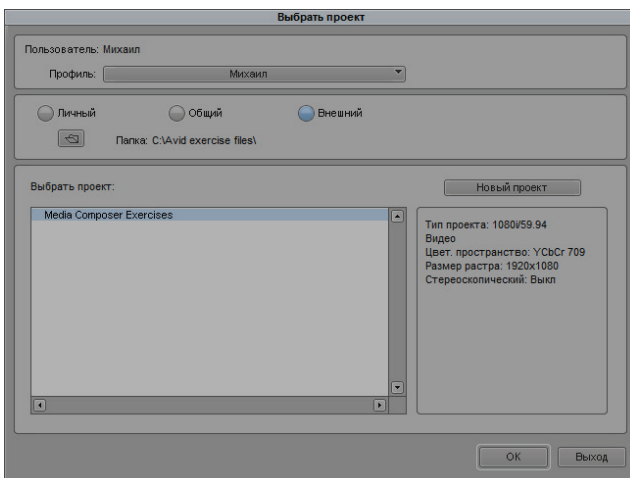 Выбрать проект
Пользователь: Михаил
Профиль: Михаил
Личный Общий Внешний
Папка: C:\Avid exercise files\
Выбрать проект:
Новый проект
Media Composer Exercises
Тип проекта: 1080i/59.94
Видео
Цвет. пространство: YCbCr 709
Размер растра: 1920x1080
Стереоскопический: Выкл
OK Выход